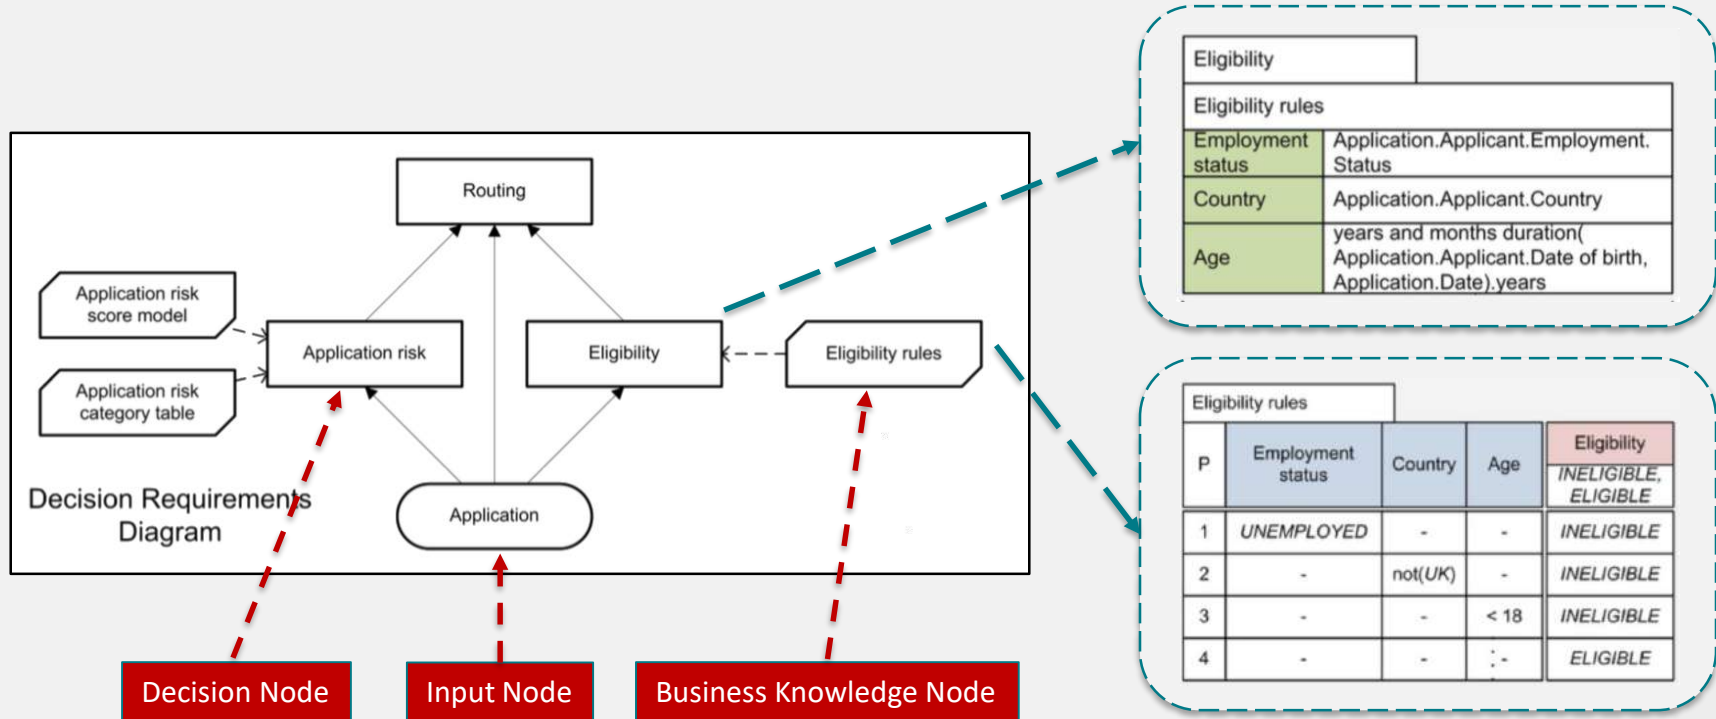 Routing
Application risk
score model
Application risk
category table
Application risk
Eligibility
Eligibility rules
Application
Decision Requirements
Diagram
Decision Node
Input Node
Business Knowledge Node
Eligibility
Eligibility rules
Employment
status
Application.Applicant.Employment.
Status
Country
Application.Applicant.Country
Age
years and months duration(
Application.Applicant.Date of birth,
Application.Date).years
Eligibility rules
P
Employment
status
Country
Age
Eligibility
INELIGIBLE,
ELIGIBLE
1 UNEMPLOYED - - INELIGIBLE
2 - not(UK) - INELIGIBLE
3 - - < 18 INELIGIBLE
4 - - - ELIGIBLE